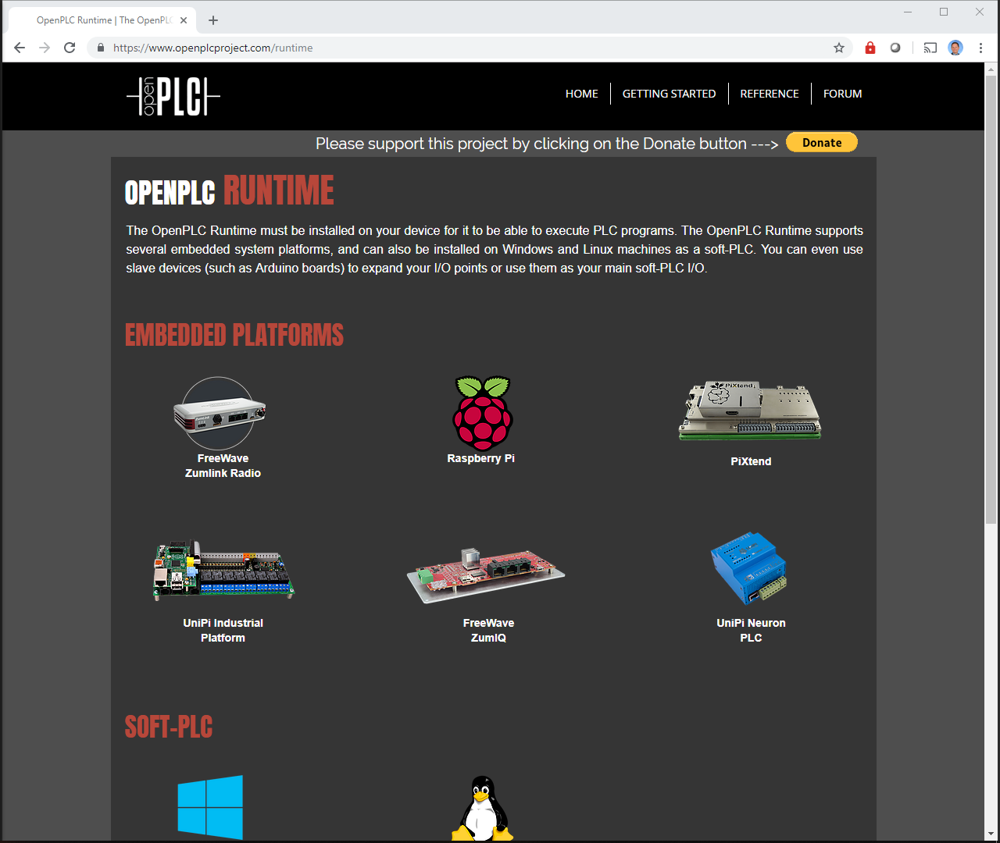 OpenPLC Runtime | The OpenPLC
https://www.openplcproject.com/runtime
open PLC
HOME
GETTING STARTED
REFERENCE
FORUM
Please support this project by clicking on the Donate button --->
Donate
OPENPLC RUNTIME
The OpenPLC Runtime must be installed on your device for it to be able to execute PLC programs. The OpenPLC Runtime supports
several embedded system platforms, and can also be installed on Windows and Linux machines as a soft-PLC. You can even use
slave devices (such as Arduino boards) to expand your I/O points or use them as your main soft-PLC I/O.
EMBEDDED PLATFORMS
ZumLink
PiXtend
FreeWave
Zumlink Radio
Raspberry Pi
PiXtend
UniPi Industrial
Platform
FreeWave
ZumIQ
UniPi Neuron
PLC
SOFT-PLC